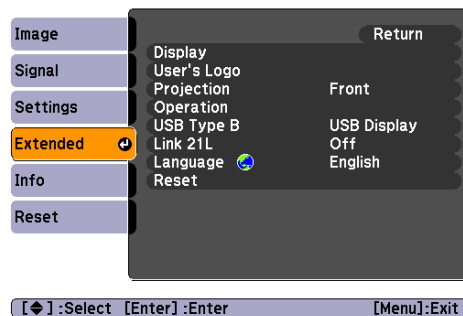 Image
Signal
Settings
Extended
Info
Reset
Return
Display
User's Logo
Projection Front
Operation
USB Type B USB Display
Link 21L Off
Language English
Reset
[◆] :Select [Enter] :Enter [Menu]:Exit